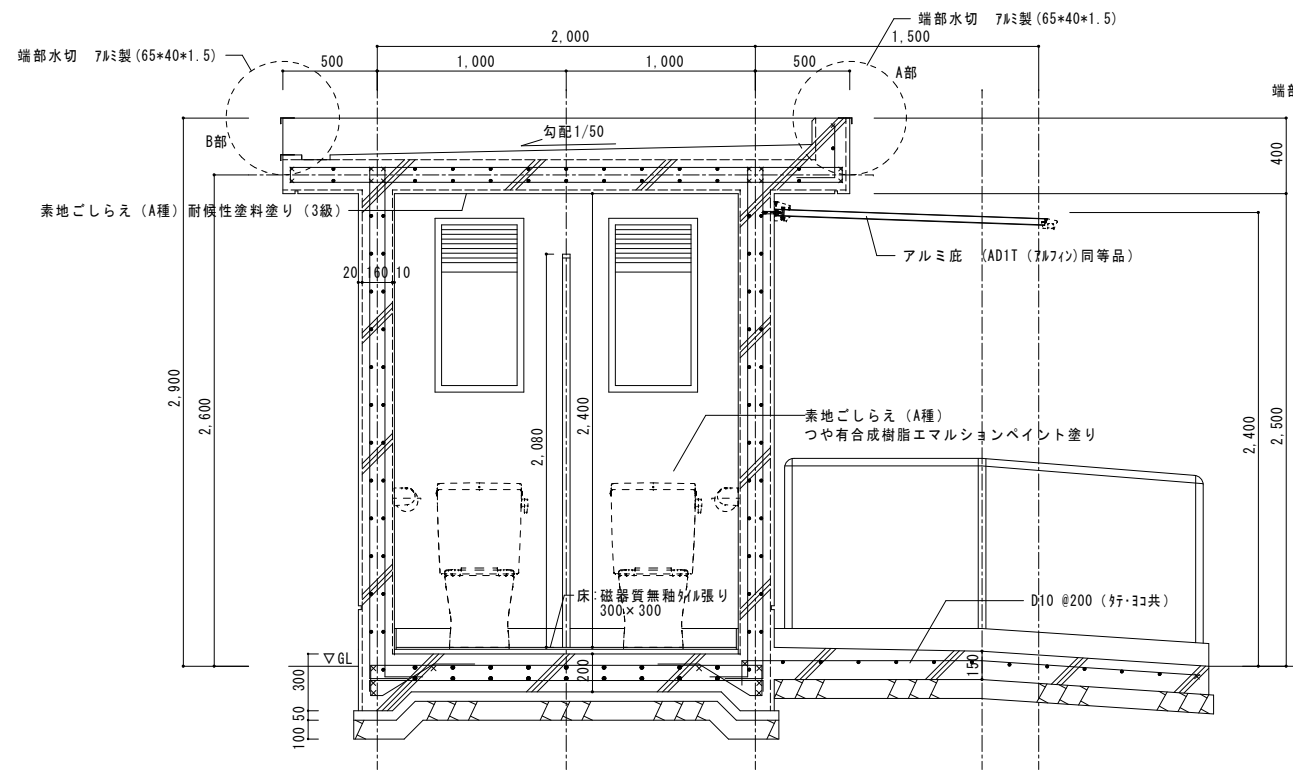 端部水切 ｱﾙﾐ製(65*40*1.5)
2,000
1,500
端部水切 ｱﾙﾐ製(65*40*1.5)
500
1,000
1,000
500
A部
端部
B部
勾配1/50
400
素地ごしらえ（A種）耐候性塗料塗り（3級）
アルミ庇 （AD1T（ｱﾙﾌｨﾝ)同等品）
20 160 10
2,900
2,600
2,080
2,400
素地ごしらえ（A種）
つや有合成樹脂エマルションペイント塗り
2,400
2,500
床:磁器質無釉ﾀｲﾙ張り
300×300
D10 @200（ﾀﾃ･ﾖｺ共）
▽GL
300
200
150
50
100